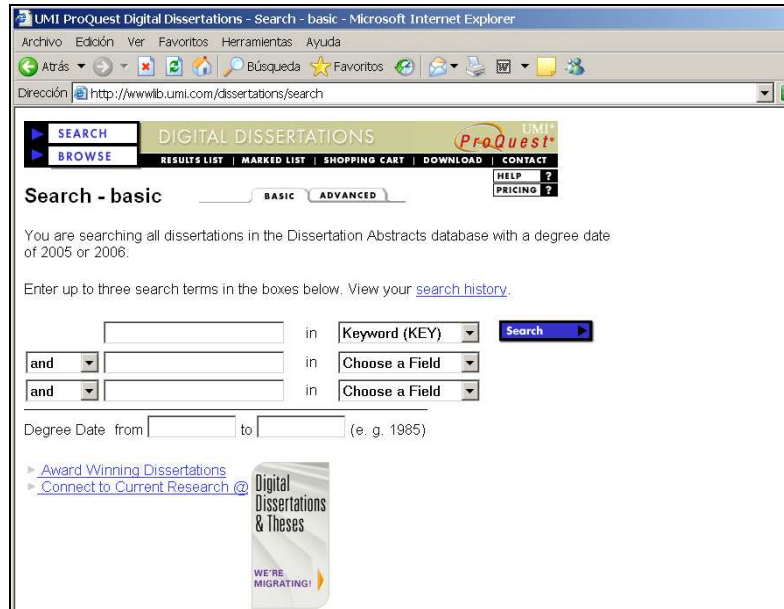 UMI ProQuest Digital Dissertations - Search - basic - Microsoft Internet Explorer
Archivo Edición Ver Favoritos Herramientas Ayuda
Atrás Búsqueda Favoritos
Dirección http://wwwlib.umi.com/dissertations/search
SEARCH DIGITAL DISSERTATIONS UMI® ProQuest®
BROWSE RESULTS LIST | MARKED LIST | SHOPPING CART | DOWNLOAD | CONTACT
HELP ?
PRICING ?
Search - basic BASIC ADVANCED
You are searching all dissertations in the Dissertation Abstracts database with a degree date
of 2005 or 2006.
Enter up to three search terms in the boxes below. View your search history.
in Keyword (KEY) Search
and in Choose a Field
and in Choose a Field
Degree Date from to (e. g. 1985)
Award Winning Dissertations
Connect to Current Research @
Digital
Dissertations
& Theses
WE'RE
MIGRATING!